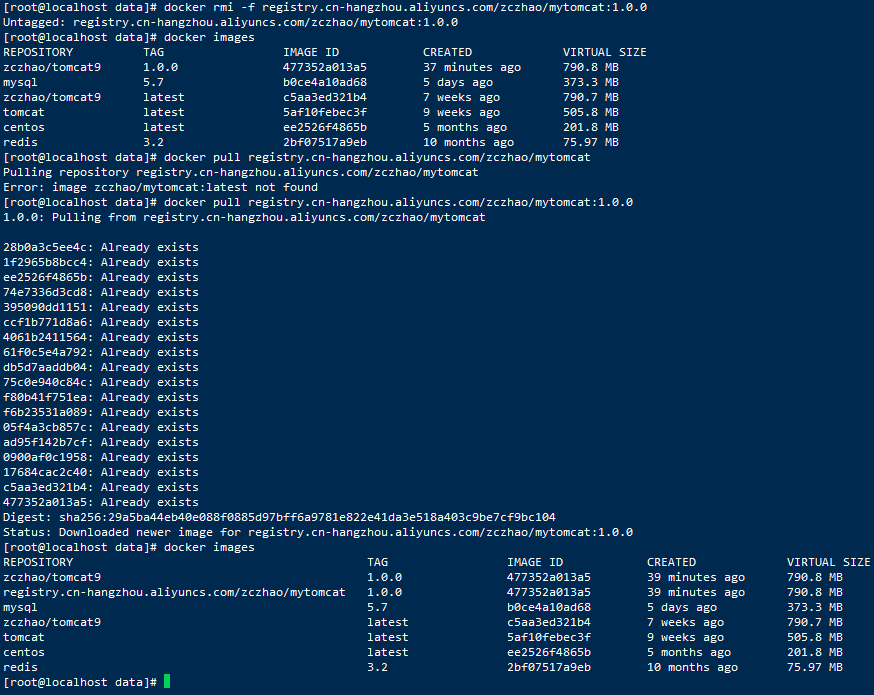 [root@localhost data]# docker rmi -f registry.cn-hangzhou.aliyuncs.com/zczhao/mytomcat:1.0.0
Untagged: registry.cn-hangzhou.aliyuncs.com/zczhao/mytomcat:1.0.0
[root@localhost data]# docker images
REPOSITORY TAG IMAGE ID CREATED VIRTUAL SIZE
zczhao/tomcat9 1.0.0 477352a013a5 37 minutes ago 790.8 MB
mysql 5.7 b0ce4a10ad68 5 days ago 373.3 MB
zczhao/tomcat9 latest c5aa3ed321b4 7 weeks ago 790.7 MB
tomcat latest 5af10febec3f 9 weeks ago 505.8 MB
centos latest ee2526f4865b 5 months ago 201.8 MB
redis 3.2 2bf07517a9eb 10 months ago 75.97 MB
[root@localhost data]# docker pull registry.cn-hangzhou.aliyuncs.com/zczhao/mytomcat
Pulling repository registry.cn-hangzhou.aliyuncs.com/zczhao/mytomcat
Error: image zczhao/mytomcat:latest not found
[root@localhost data]# docker pull registry.cn-hangzhou.aliyuncs.com/zczhao/mytomcat:1.0.0
1.0.0: Pulling from registry.cn-hangzhou.aliyuncs.com/zczhao/mytomcat
28b0a3c5ee4c: Already exists
1f2965b8bcc4: Already exists
ee2526f4865b: Already exists
74e7336d3cd8: Already exists
395090dd1151: Already exists
ccf1b771d8a6: Already exists
4061b2411564: Already exists
61f0c5e4a792: Already exists
db5d7aaddb04: Already exists
75c0e940c84c: Already exists
f80b41f751ea: Already exists
f6b23531a089: Already exists
05f4a3cb857c: Already exists
ad95f142b7cf: Already exists
0900af0c1958: Already exists
17684cac2c40: Already exists
c5aa3ed321b4: Already exists
477352a013a5: Already exists
Digest: sha256:29a5ba44eb40e088f0885d97bff6a9781e822e41da3e518a403c9be7cf9bc104
Status: Downloaded newer image for registry.cn-hangzhou.aliyuncs.com/zczhao/mytomcat:1.0.0
[root@localhost data]# docker images
REPOSITORY TAG IMAGE ID CREATED VIRTUAL SIZE
zczhao/tomcat9 1.0.0 477352a013a5 39 minutes ago 790.8 MB
registry.cn-hangzhou.aliyuncs.com/zczhao/mytomcat 1.0.0 477352a013a5 39 minutes ago 790.8 MB
mysql 5.7 b0ce4a10ad68 5 days ago 373.3 MB
zczhao/tomcat9 latest c5aa3ed321b4 7 weeks ago 790.7 MB
tomcat latest 5af10febec3f 9 weeks ago 505.8 MB
centos latest ee2526f4865b 5 months ago 201.8 MB
redis 3.2 2bf07517a9eb 10 months ago 75.97 MB
[root@localhost data]#